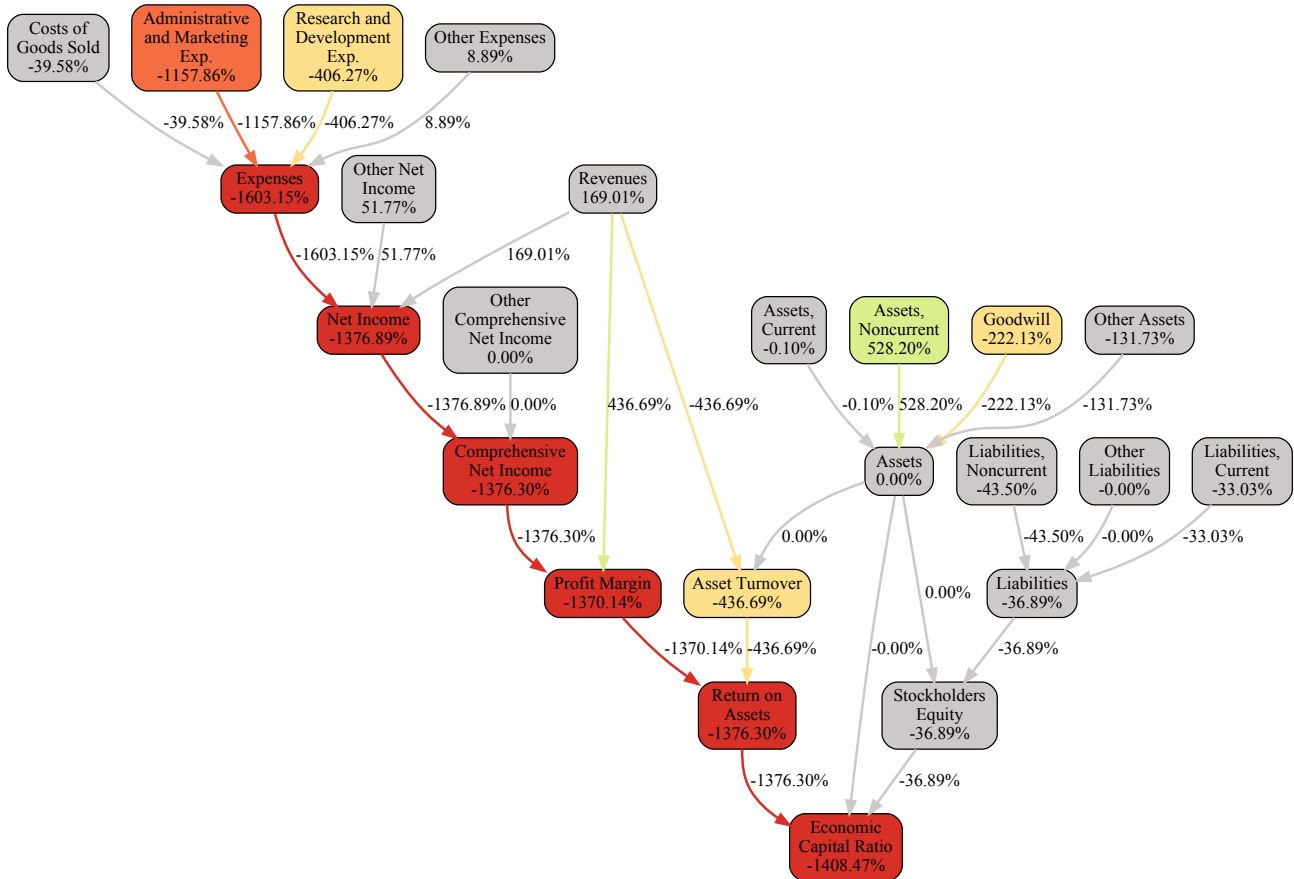 Costs of
Goods Sold
-39.58%
Administrative
and Marketing
Exp.
-1157.86%
Research and
Development
Exp.
-406.27%
Other Expenses
8.89%
-39.58%
-1157.86%
-406.27%
8.89%
Expenses
-1603.15%
Other Net
Income
51.77%
Revenues
169.01%
-1603.15%
51.77%
169.01%
Net Income
-1376.89%
Other
Comprehensive
Net Income
0.00%
Assets,
Current
-0.10%
Assets,
Noncurrent
528.20%
Goodwill
-222.13%
Other Assets
-131.73%
-1376.89%
0.00%
436.69%
-436.69%
-0.10%
528.20%
-222.13%
-131.73%
Comprehensive
Net Income
-1376.30%
Assets
0.00%
Liabilities,
Noncurrent
-43.50%
Other
Liabilities
-0.00%
Liabilities,
Current
-33.03%
-1376.30%
0.00%
-43.50%
-0.00%
-33.03%
Profit Margin
-1370.14%
Asset Turnover
-436.69%
0.00%
Liabilities
-36.89%
-1370.14%
-436.69%
-0.00%
-36.89%
Return on
Assets
-1376.30%
Stockholders
Equity
-36.89%
-1376.30%
-36.89%
Economic
Capital Ratio
-1408.47%